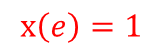 x(e) = 1